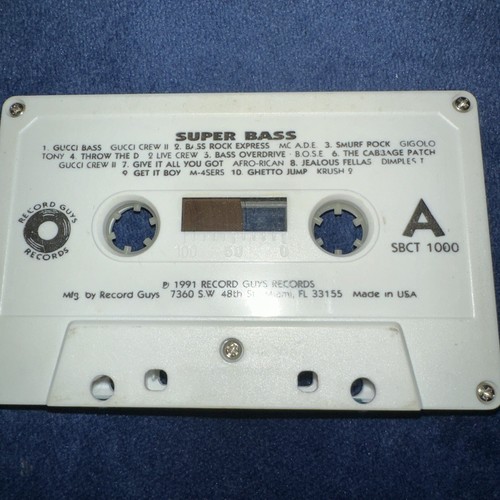 SUPER BASS
1. GUCCI BASS GUCCI CREW II 2. BASS ROCK EXPRESS MC A.D.E. 3. SMURF ROCK GIGOLO
TONY 4. THROW THE D 2 LIVE CREW 5. BASS OVERDRIVE B.O.S.E 6. THE CABBAGE PATCH
GUCCI CREW II 7. GIVE IT ALL YOU GOT AFRO-RICAN 8. JEALOUS FELLAS DIMPLES T
9 GET IT BOY M-4SERS 10. GHETTO JUMP KRUSH 2
RECORD GUYS
RECORDS
A
SBCT 1000
100 50 0
℗ 1991 RECORD GUYS RECORDS
Mfg. by Record Guys 7360 S.W. 48th St. Miami, FL 33155 Made in USA